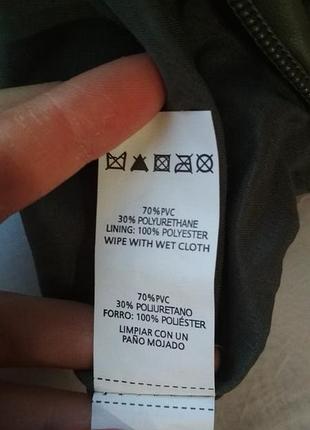 70%PVC
30% POLYURETHANE
LINING: 100% POLYESTER
WIPE WITH WET CLOTH
70%PVC
30% POLIURETANO
FORRO: 100% POLIÉSTER
LIMPIAR CON UN
PAÑO MOJADO